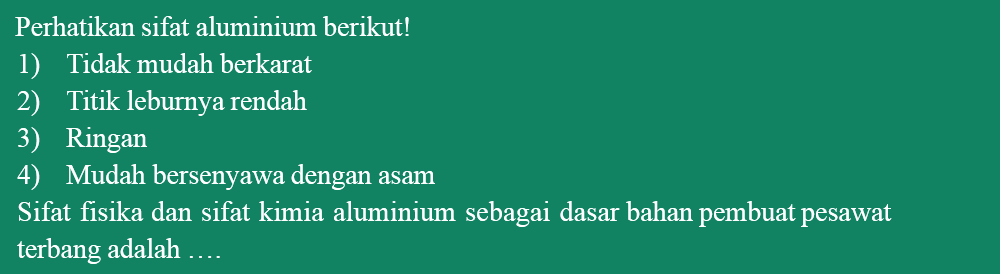 Perhatikan sifat aluminium berikut!
1) Tidak mudah berkarat
2) Titik leburnya rendah
3) Ringan
4) Mudah bersenyawa dengan asam
Sifat fisika dan sifat kimia aluminium sebagai dasar bahan pembuat pesawat
terbang adalah ….